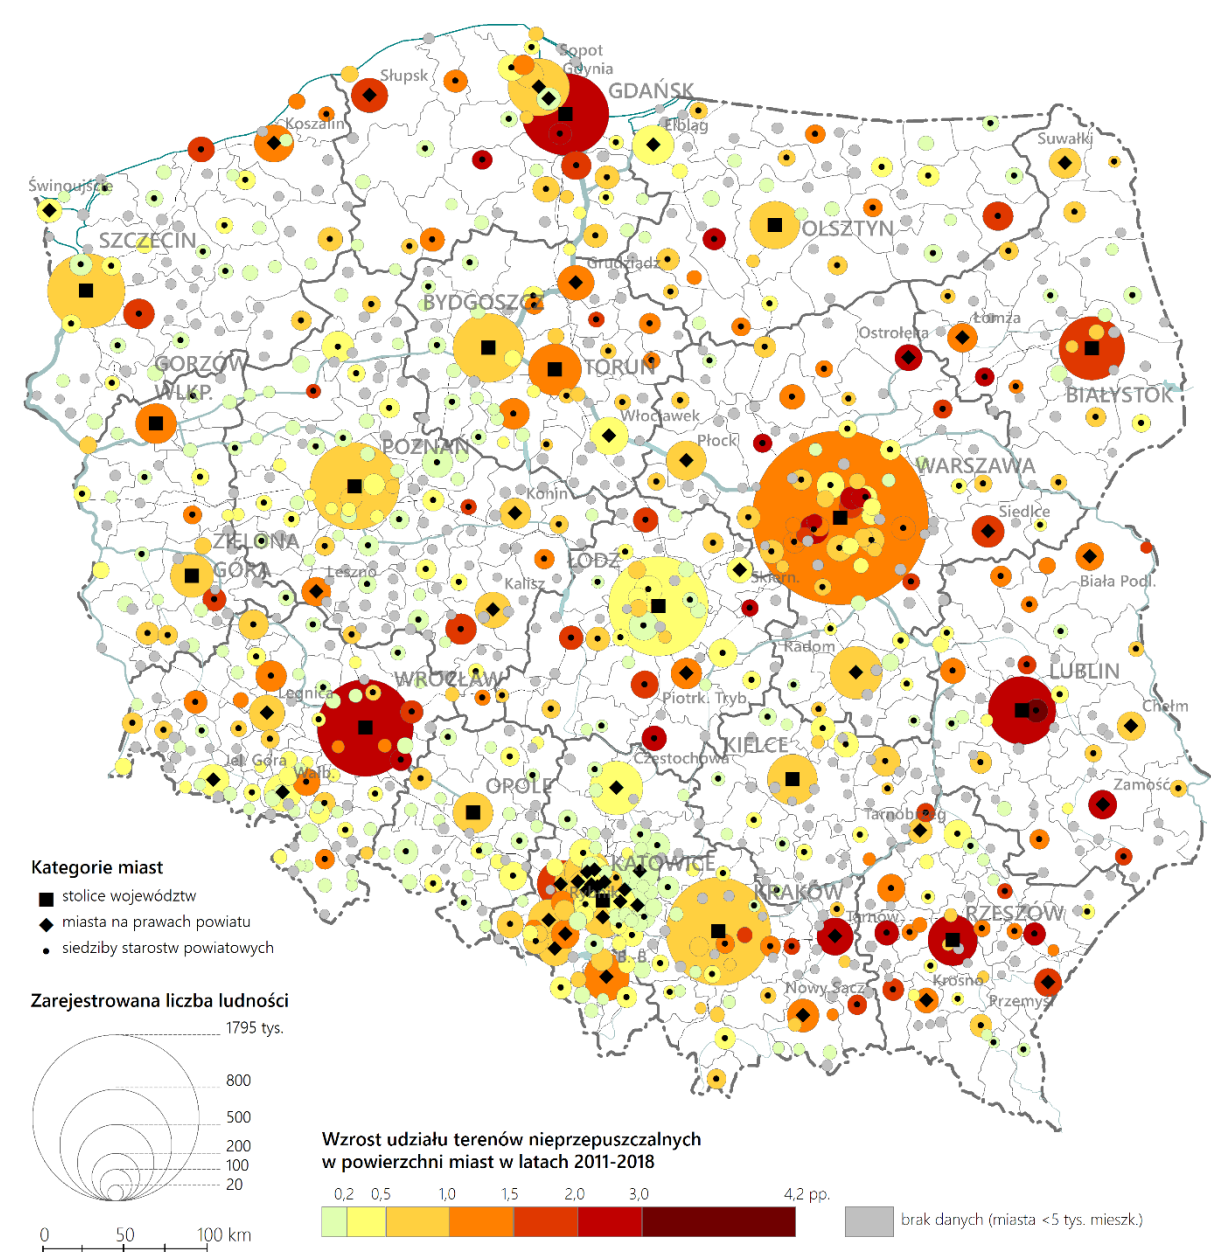 Sopot
Gdynia
Słupsk
GDAŃSK
Koszalin
Elbląg
Suwałki
Świnoujście
SZCZECIN
OLSZTYN
Grudziądz
BYDGOSZCZ
Łomża
Ostrołęka
GORZÓW
WLKP.
TORUŃ
BIAŁYSTOK
Włocławek
Płock
POZNAŃ
WARSZAWA
Konin
Siedlce
ZIELONA
GÓRA
ŁÓDŹ
Leszno
Kalisz
Skiern.
Biała Podl.
Radom
LUBLIN
WROCŁAW
Legnica
Piotrk. Tryb.
Chełm
KIELCE
Częstochowa
Jel. Góra
Wałb.
OPOLE
Zamość
Tarnobrzeg
KATOWICE
KRAKÓW
Tarnów
RZESZÓW
B.-B.
Nowy Sącz
Krosno
Przemyśl
Kategorie miast
stolice województw
miasta na prawach powiatu
siedziby starostw powiatowych
Zarejestrowana liczba ludności
1795 tys.
800
500
200
100
20
0 50 100 km
Wzrost udziału terenów nieprzepuszczalnych
w powierzchni miast w latach 2011-2018
0,2 0,5 1,0 1,5 2,0 3,0 4,2 pp.
brak danych (miasta <5 tys. mieszk.)